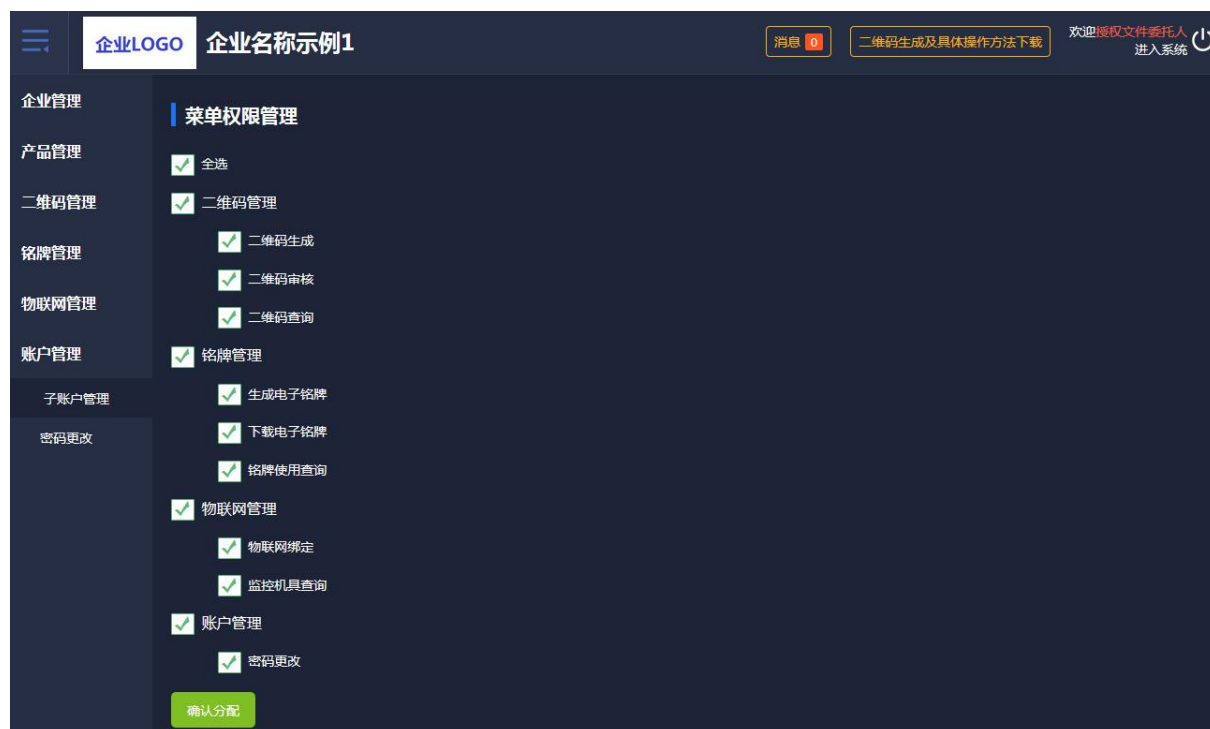 企业LOGO 企业名称示例1 消息 0 二维码生成及具体操作方法下载 欢迎授权文件委托人
进入系统
企业管理
产品管理
二维码管理
铭牌管理
物联网管理
账户管理
子账户管理
密码更改
菜单权限管理
全选
二维码管理
二维码生成
二维码审核
二维码查询
铭牌管理
生成电子铭牌
下载电子铭牌
铭牌使用查询
物联网管理
物联网绑定
监控机具查询
账户管理
密码更改
确认分配